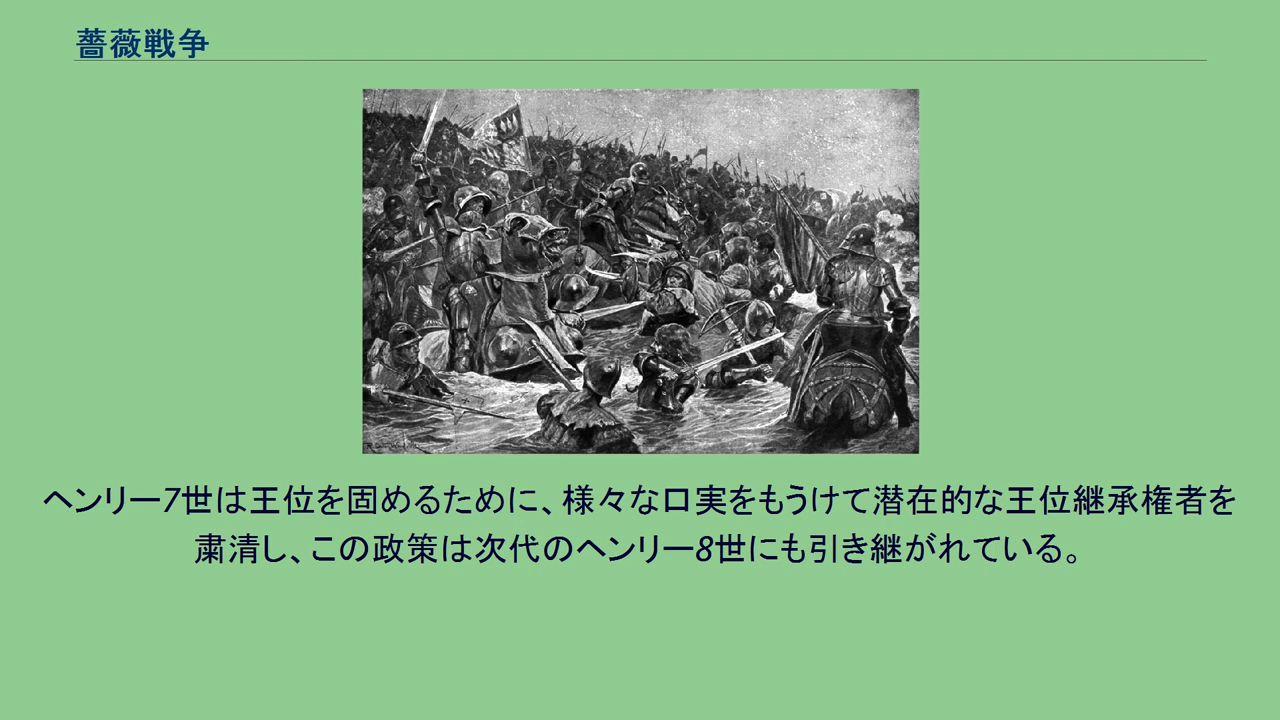 薔薇戦争
ヘンリー7世は王位を固めるために、様々な口実をもうけて潜在的な王位継承権者を
粛清し、この政策は次代のヘンリー8世にも引き継がれている。